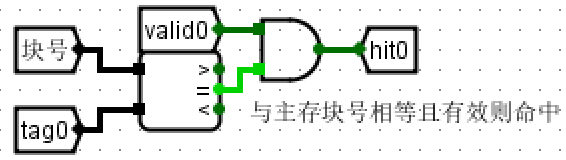 valid0
块号
hit0
>
=
<
与主存块号相等且有效则命中
tag0